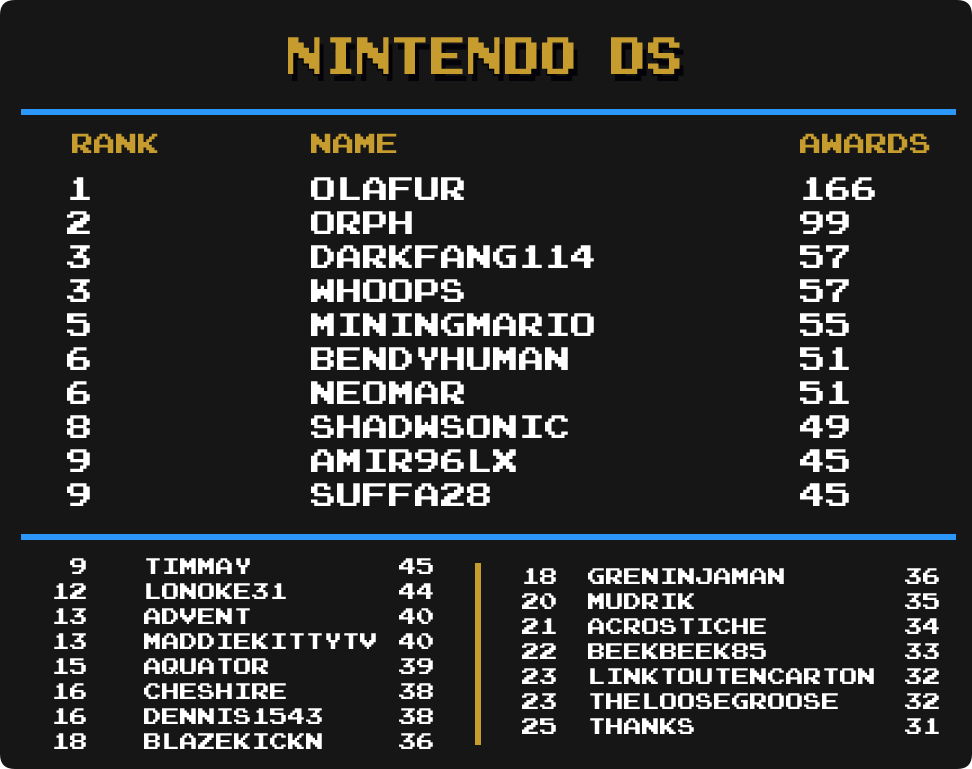 NINTENDO DS
RANK NAME AWARDS
1 OLAFUR 166
2 ORPH 99
3 DARKFANG114 57
3 WHOOPS 57
5 MININGMARIO 55
6 BENDYHUMAN 51
6 NEOMAR 51
8 SHADWSONIC 49
9 AMIR96LX 45
9 SUFFA28 45
9 TIMMAY 45
12 LONOKE31 44
13 ADVENT 40
13 MADDIEKITTYTV 40
15 AQUATOR 39
16 CHESHIRE 38
16 DENNIS1543 38
18 BLAZEKICKN 36
18 GRENINJAMAN 36
20 MUDRIK 35
21 ACROSTICHE 34
22 BEEKBEEK85 33
23 LINKTOUTENCARTON 32
23 THELOOSEGROOSE 32
25 THANKS 31